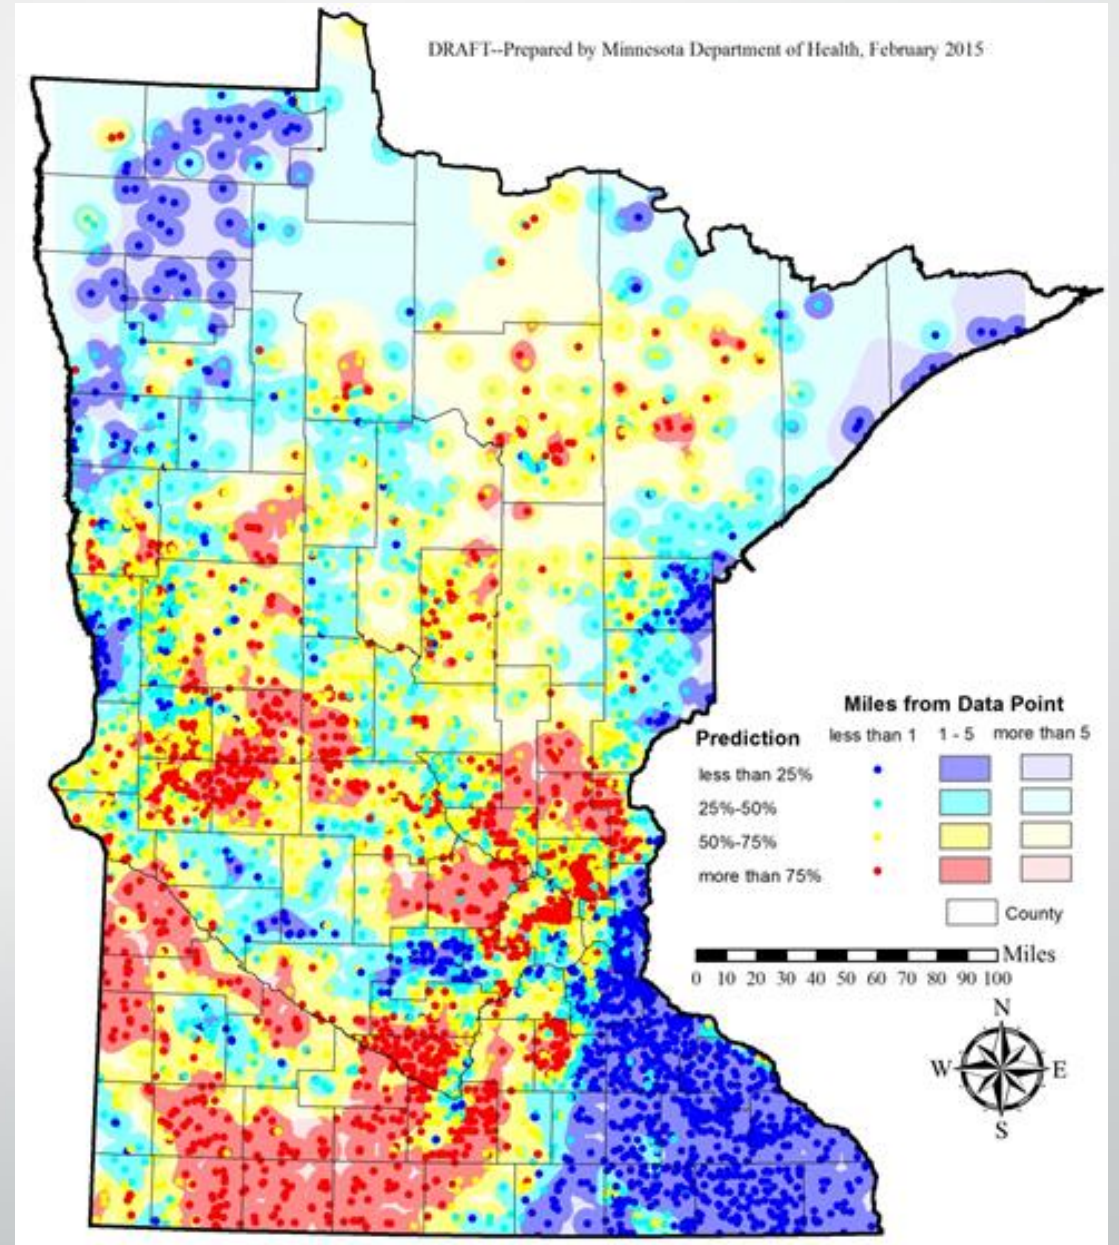 DRAFT--Prepared by Minnesota Department of Health, February 2015
Miles from Data Point
Prediction less than 1 1 - 5 more than 5
less than 25%
25%-50%
50%-75%
more than 75%
County
Miles
0 10 20 30 40 50 60 70 80 90 100
N
W E
S